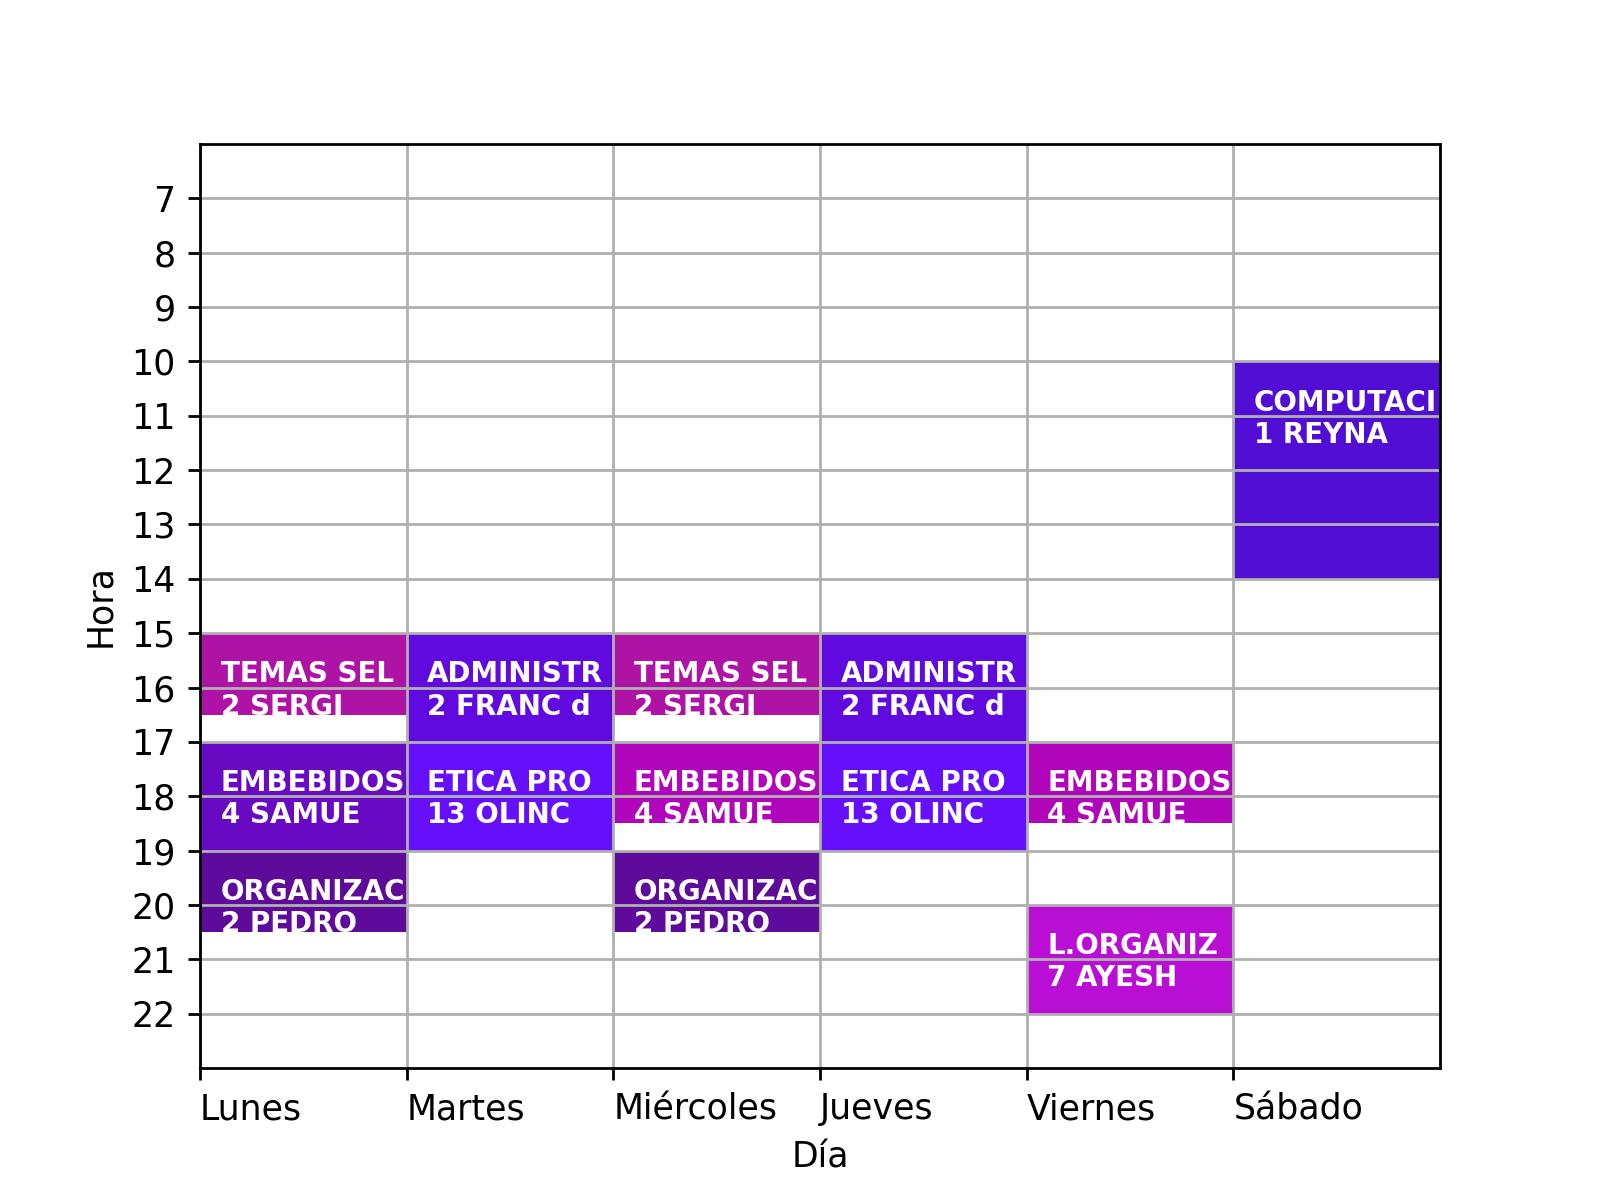 7
8
9
10
11
12
13
14
15
16
17
18
19
20
21
22
Hora
COMPUTACI
1 REYNA
TEMAS SEL
2 SERGI
ADMINISTR
2 FRANC d
TEMAS SEL
2 SERGI
ADMINISTR
2 FRANC d
EMBEBIDOS
4 SAMUE
ETICA PRO
13 OLINC
EMBEBIDOS
4 SAMUE
ETICA PRO
13 OLINC
EMBEBIDOS
4 SAMUE
ORGANIZAC
2 PEDRO
ORGANIZAC
2 PEDRO
L.ORGANIZ
7 AYESH
Lunes Martes Miércoles Jueves Viernes Sábado
Día